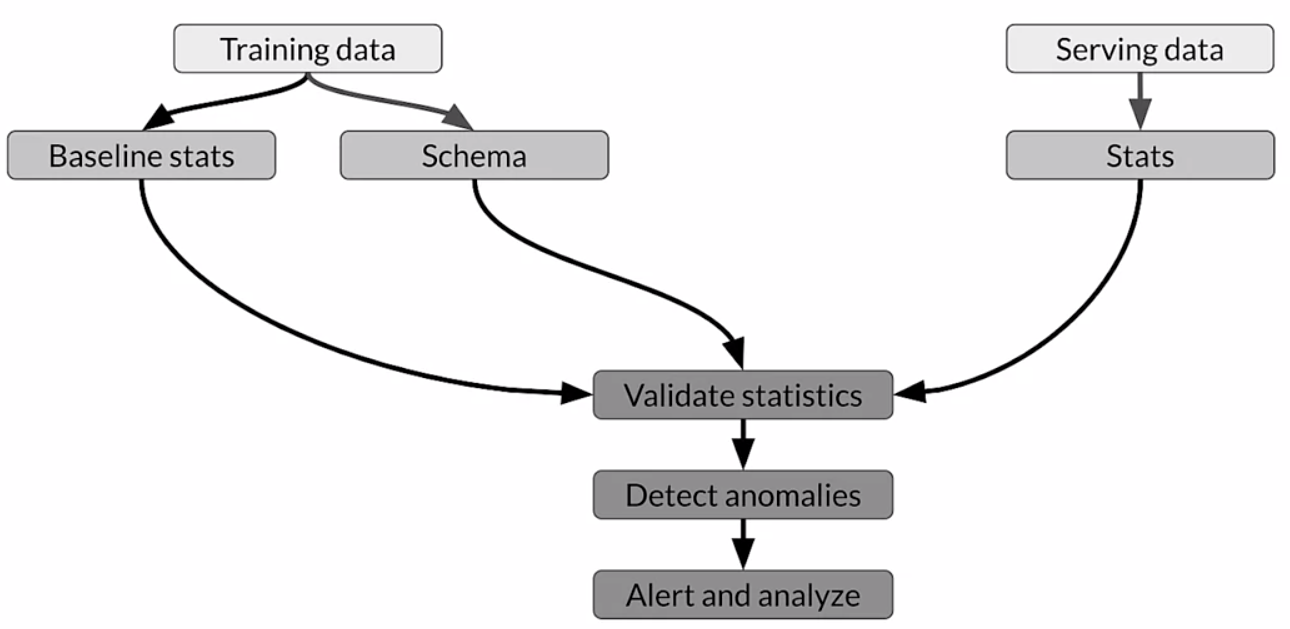 Training data
Serving data
Baseline stats
Schema
Stats
Validate statistics
Detect anomalies
Alert and analyze